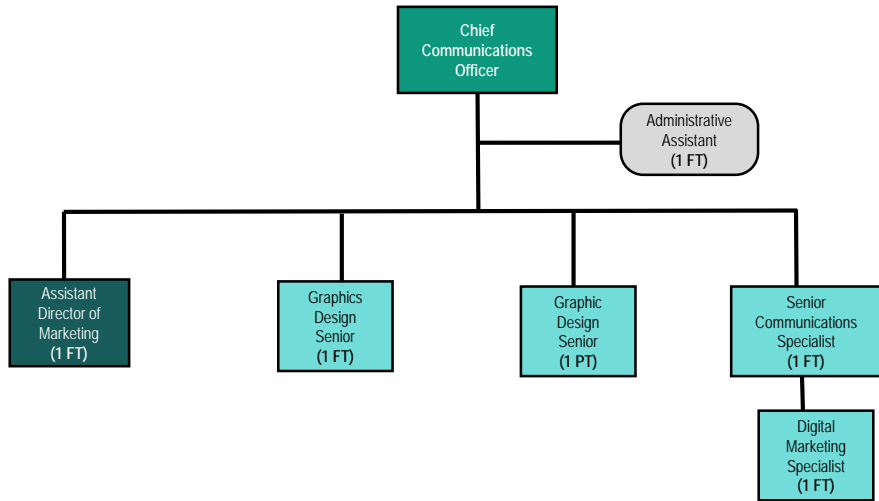 Chief
Communications
Officer
Administrative
Assistant
(1 FT)
Assistant
Director of
Marketing
(1 FT)
Graphics
Design
Senior
(1 FT)
Graphic
Design
Senior
(1 PT)
Senior
Communications
Specialist
(1 FT)
Digital
Marketing
Specialist
(1 FT)